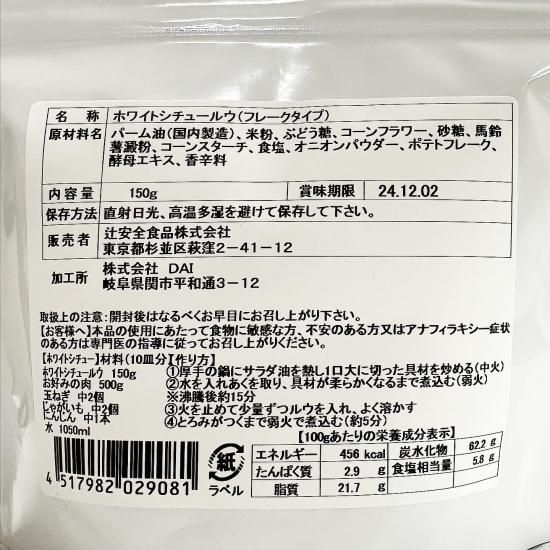 名　称 ホワイトシチュールウ(フレークタイプ)
原材料名 パーム油(国内製造)、米粉、ぶどう糖、コーンフラワー、砂糖、馬鈴
薯澱粉、コーンスターチ、食塩、オニオンパウダー、ポテトフレーク、
酵母エキス、香辛料
内容量 150g 賞味期限 24.12.02
保存方法 直射日光、高温多湿を避けて保存して下さい。
販売者 辻安全食品株式会社
東京都杉並区荻窪2-41-12
加工所 株式会社 DAI
岐阜県関市平和通3-12
取扱上の注意:開封後はなるべくお早目にお召し上がり下さい。
【お客様へ】本品の使用にあたって食物に敏感な方、不安のある方又はアナフィラキシー症状
のある方は専門医の指導に従ってお召し上がりください。
【ホワイトシチュー】材料(10皿分)【作り方】
ホワイトシチュールウ 150g ①厚手の鍋にサラダ油を熱し1口大に切った具材を炒める(中火)
お好みの肉 500g ②水を入れあくを取り、具材が柔らかくなるまで煮込む(弱火)
玉ねぎ 中2個 ※沸騰後約15分
じゃがいも 中2個 ③火を止めて少量ずつルウを入れ、よく溶かす
にんじん 中1本 ④とろみがつくまで弱火で煮込む(約5分)
水 1050ml
【100gあたりの栄養成分表示】
エネルギー 456 kcal 炭水化物 62.2 g
たんぱく質 2.9 g 食塩相当量 5.8 g
脂質 21.7 g
紙
ラベル
4 517982 029081